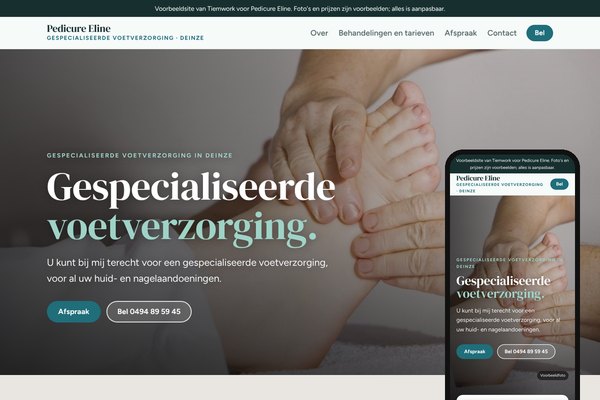 Voorbeeldsite van Tiemwork voor Pedicure Eline. Foto's en prijzen zijn voorbeelden; alles is aanpasbaar.
Pedicure Eline
GESPECIALISEERDE VOETVERZORGING · DEINZE
Over
Behandelingen en tarieven
Afspraak
Contact
Bel
GESPECIALISEERDE VOETVERZORGING IN DEINZE
Gespecialiseerde
voetverzorging.
U kunt bij mij terecht voor een gespecialiseerde voetverzorging,
voor al uw huid- en nagelaandoeningen.
Afspraak
Bel 0494 89 59 45
Voorbeeldsite van Tiemwork voor Pedicure Eline. Foto's en
prijzen zijn voorbeelden; alles is aanpasbaar.
Pedicure Eline
GESPECIALISEERDE VOETVERZORGING
· DEINZE
Bel
GESPECIALISEERDE VOETVERZORGING IN
DEINZE
Gespecialiseerde
voetverzorging.
U kunt bij mij terecht voor een
gespecialiseerde voetverzorging, voor al
uw huid- en nagelaandoeningen.
Afspraak
Bel 0494 89 59 45
Voorbeeldfoto